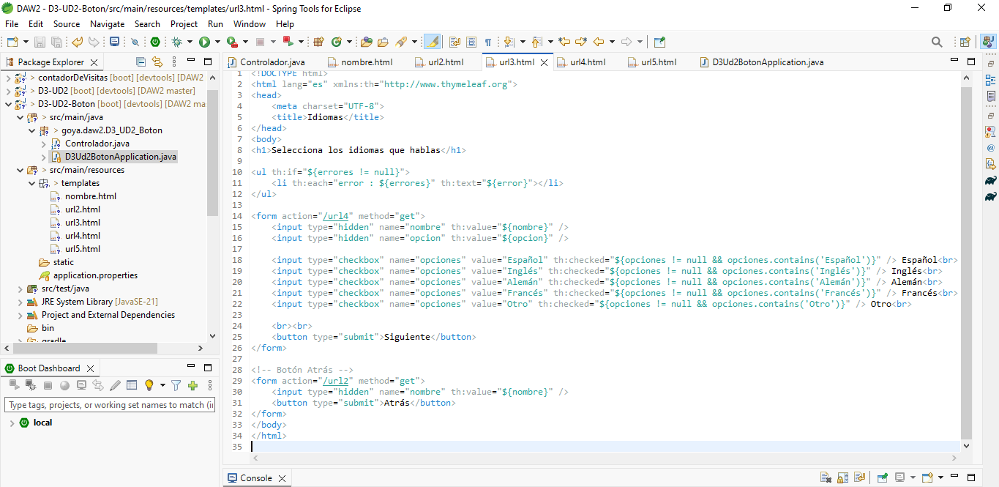 DAW2 - D3-UD2-Boton/src/main/resources/templates/url3.html - Spring Tools for Eclipse
File Edit Source Navigate Search Project Run Window Help
Package Explorer
> contadorDeVisitas [boot] [devtools] [DAW2
> D3-UD2 [boot] [devtools] [DAW2 master]
> D3-UD2-Boton [boot] [devtools] [DAW2 ma
> src/main/java
> goya.daw2.D3_UD2_Boton
Controlador.java
D3Ud2BotonApplication.java
> src/main/resources
> templates
nombre.html
url2.html
url3.html
url4.html
url5.html
static
application.properties
src/test/java
JRE System Library [JavaSE-21]
Project and External Dependencies
bin
gradle
Boot Dashboard
Type tags, projects, or working set names to match (i
local
Controlador.java nombre.html url2.html url3.html url4.html url5.html D3Ud2BotonApplication.java
1 <!DOCTYPE html>
2 <html lang="es" xmlns:th="http://www.thymeleaf.org">
3 <head>
4 <meta charset="UTF-8">
5 <title>Idiomas</title>
6 </head>
7 <body>
8 <h1>Selecciona los idiomas que hablas</h1>
9
10 <ul th:if="${errores != null}">
11 <li th:each="error : ${errores}" th:text="${error}"></li>
12 </ul>
13
14 <form action="/url4" method="get">
15 <input type="hidden" name="nombre" th:value="${nombre}" />
16 <input type="hidden" name="opcion" th:value="${opcion}" />
17
18 <input type="checkbox" name="opciones" value="Español" th:checked="${opciones != null && opciones.contains('Español')}" /> Español<br>
19 <input type="checkbox" name="opciones" value="Inglés" th:checked="${opciones != null && opciones.contains('Inglés')}" /> Inglés<br>
20 <input type="checkbox" name="opciones" value="Alemán" th:checked="${opciones != null && opciones.contains('Alemán')}" /> Alemán<br>
21 <input type="checkbox" name="opciones" value="Francés" th:checked="${opciones != null && opciones.contains('Francés')}" /> Francés<br>
22 <input type="checkbox" name="opciones" value="Otro" th:checked="${opciones != null && opciones.contains('Otro')}" /> Otro<br>
23
24 <br><br>
25 <button type="submit">Siguiente</button>
26 </form>
27
28 <!-- Botón Atrás -->
29 <form action="/url2" method="get">
30 <input type="hidden" name="nombre" th:value="${nombre}" />
31 <button type="submit">Atrás</button>
32 </form>
33 </body>
34 </html>
35
Console